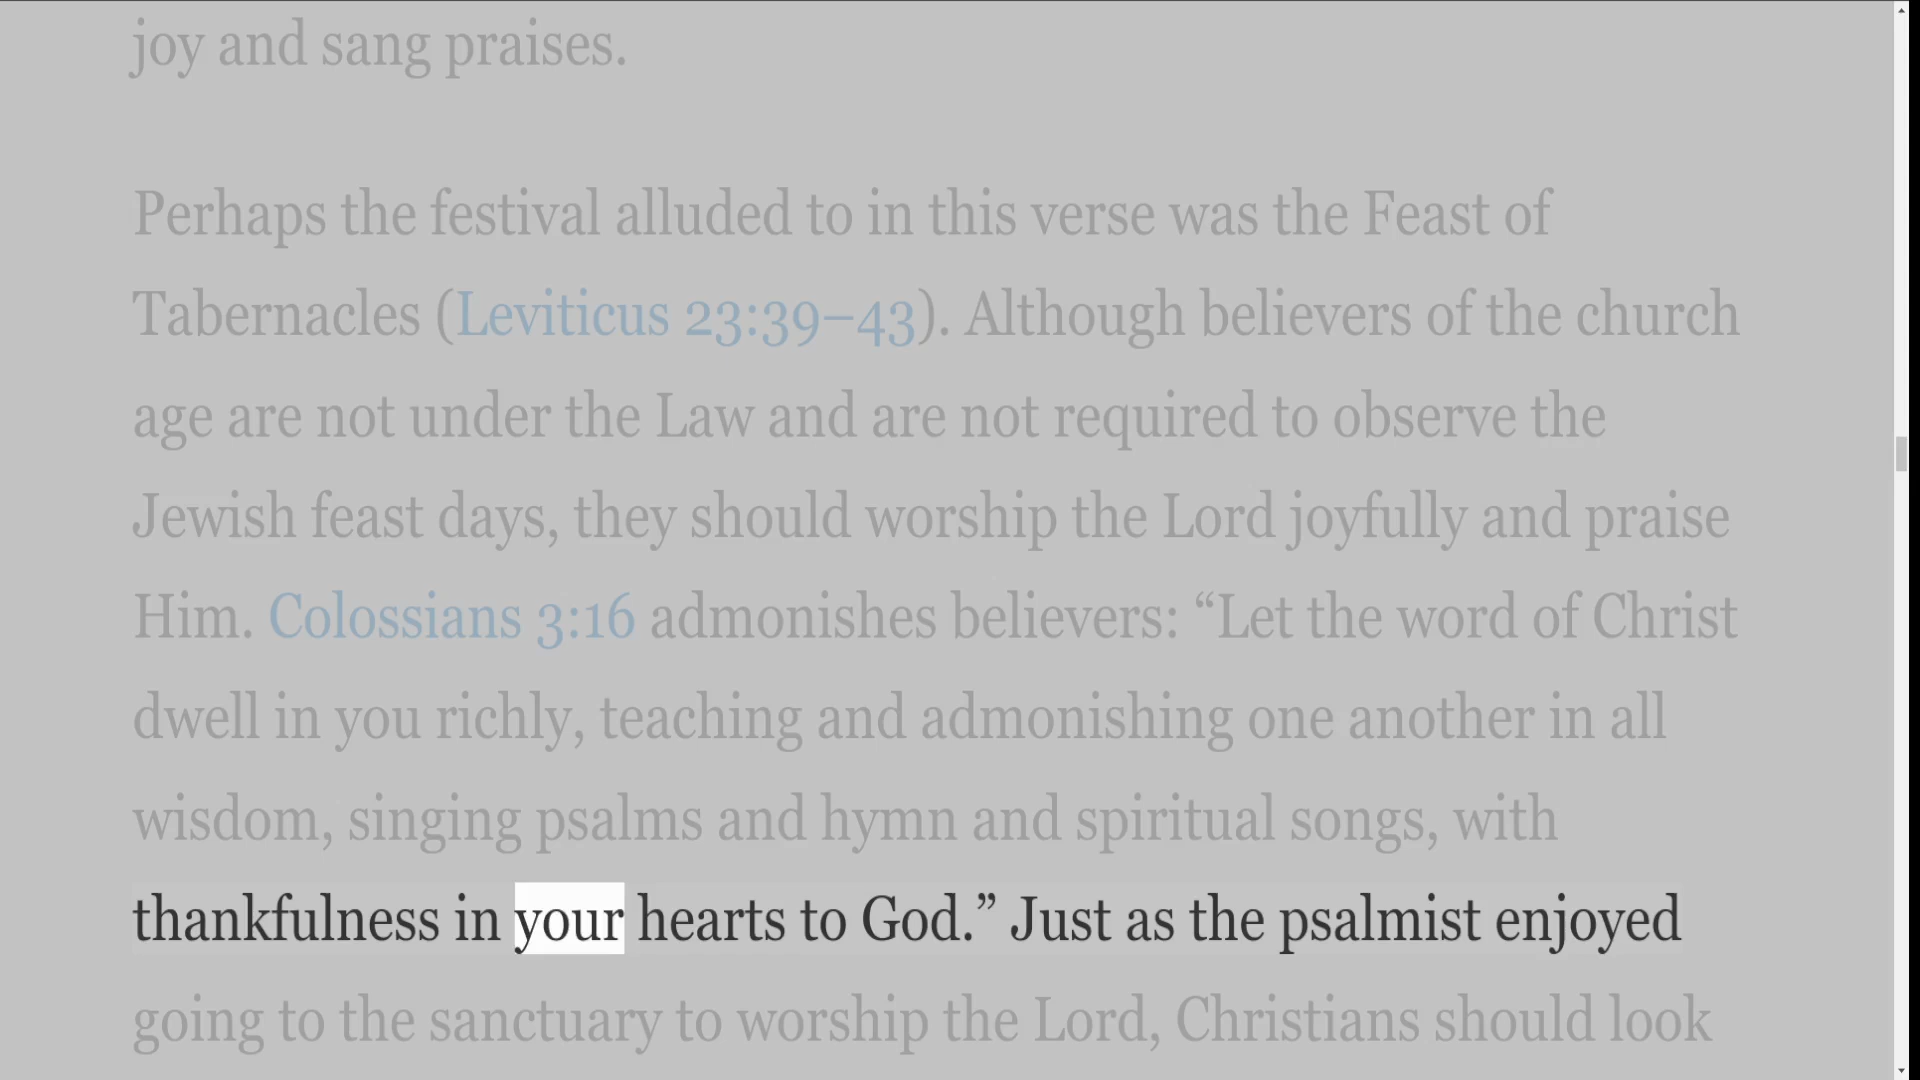 joy and sang praises.
Perhaps the festival alluded to in this verse was the Feast of
Tabernacles (Leviticus 23:39–43). Although believers of the church
age are not under the Law and are not required to observe the
Jewish feast days, they should worship the Lord joyfully and praise
Him. Colossians 3:16 admonishes believers: “Let the word of Christ
dwell in you richly, teaching and admonishing one another in all
wisdom, singing psalms and hymn and spiritual songs, with
thankfulness in your hearts to God.” Just as the psalmist enjoyed
going to the sanctuary to worship the Lord, Christians should look